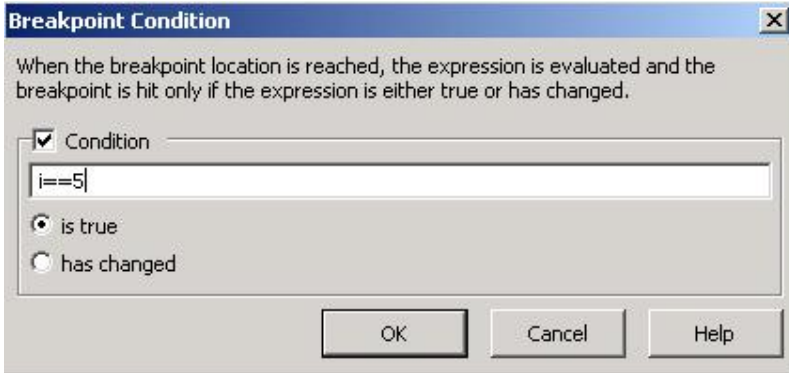 Breakpoint Condition
When the breakpoint location is reached, the expression is evaluated and the
breakpoint is hit only if the expression is either true or has changed.
Condition
i==5
is true
has changed
OK Cancel Help